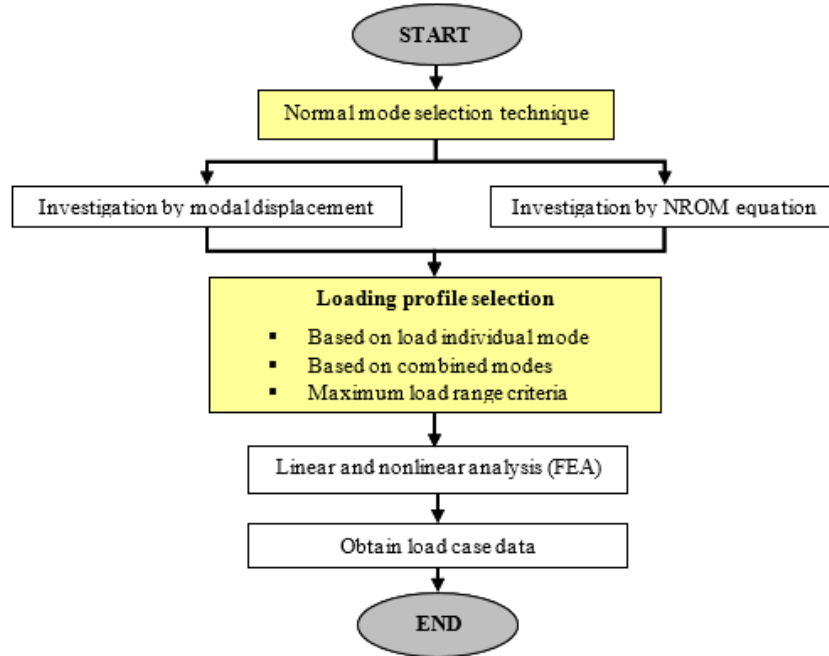 START
Normal mode selection technique
Investigation by modal displacement
Investigation by NROM equation
Loading profile selection
▪ Based on load individual mode
▪ Based on combined modes
▪ Maximum load range criteria
Linear and nonlinear analysis (FEA)
Obtain load case data
END